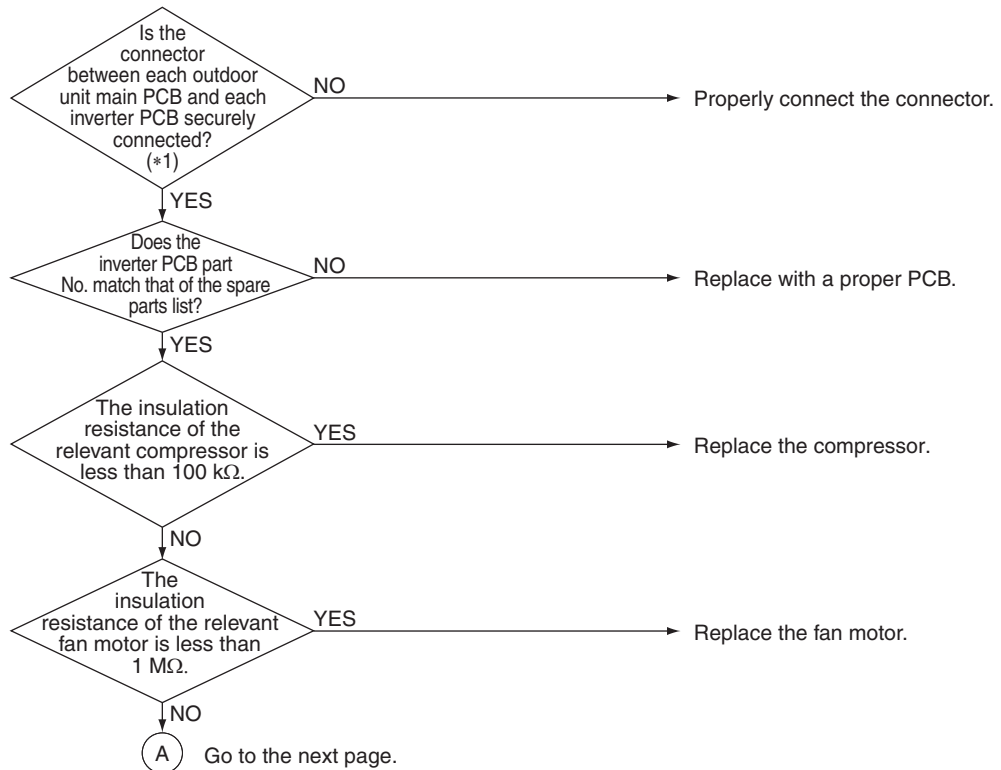 Is the
connector
between each outdoor
unit main PCB and each
inverter PCB securely
connected?
(*1)
NO
Properly connect the connector.
YES
Does the
inverter PCB part
No. match that of the spare
parts list?
NO
Replace with a proper PCB.
YES
The insulation
resistance of the
relevant compressor is
less than 100 kΩ.
YES
Replace the compressor.
NO
The
insulation
resistance of the relevant
fan motor is less than
1 MΩ.
YES
Replace the fan motor.
NO
A
Go to the next page.